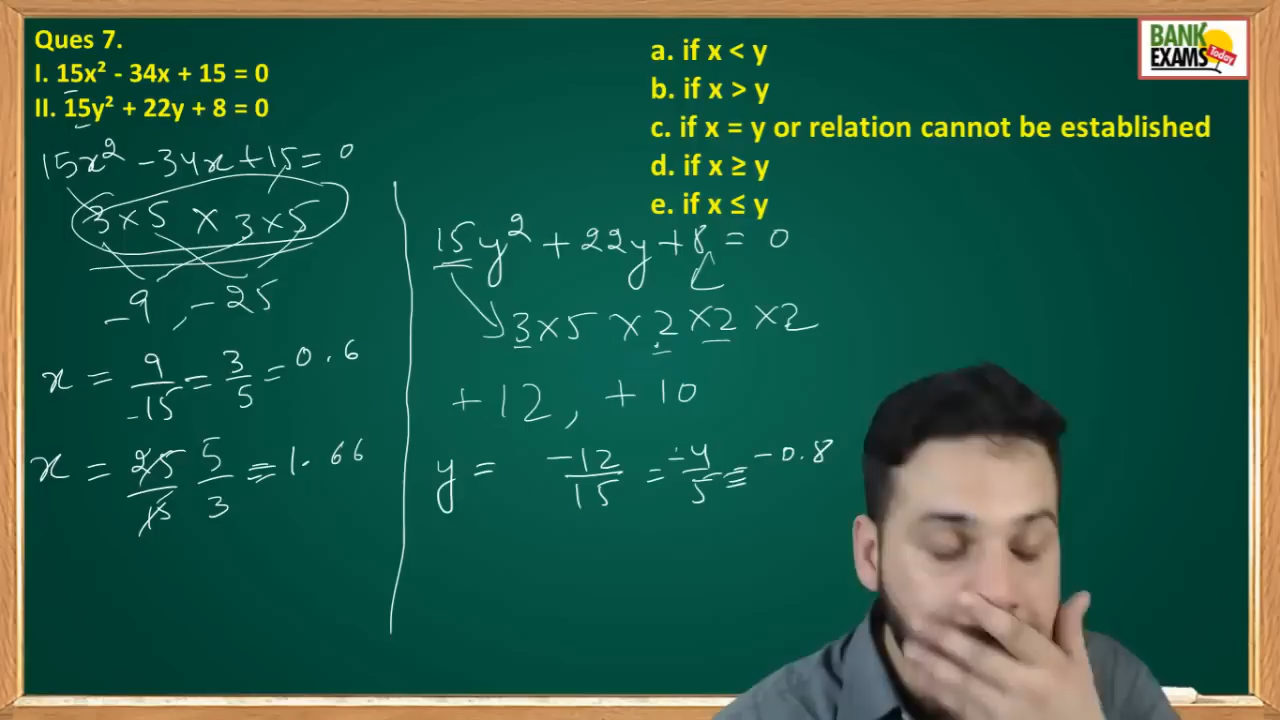 Ques 7.
I. 15x² - 34x + 15 = 0
II. 15y² + 22y + 8 = 0
a. if x < y
b. if x > y
c. if x = y or relation cannot be established
d. if x ≥ y
e. if x ≤ y
BANK
EXAMS Today
15x² - 34x + 15 = 0
3 × 5 × 3 × 5
-9, -25
x = 9/-15 = 3/5 = 0.6
x = 25/15 5/3 = 1.66
15y² + 22y + 8 = 0
3 × 5 × 2 × 2 × 2
+12, +10
y = -12/15 = -4/5 = -0.8